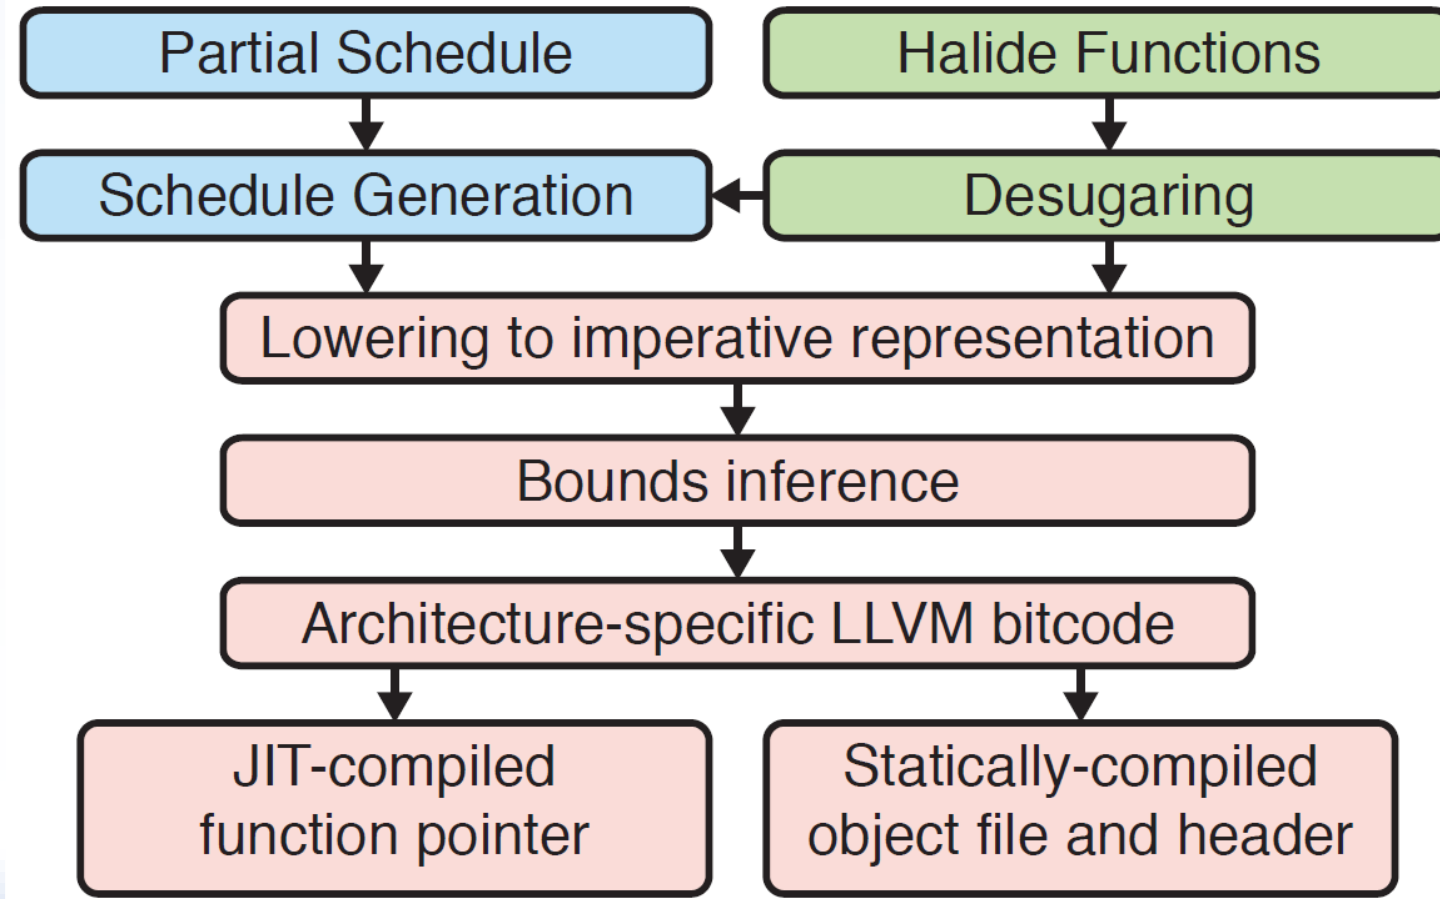 Partial Schedule
Halide Functions
Schedule Generation
Desugaring
Lowering to imperative representation
Bounds inference
Architecture-specific LLVM bitcode
JIT-compiled
function pointer
Statically-compiled
object file and header